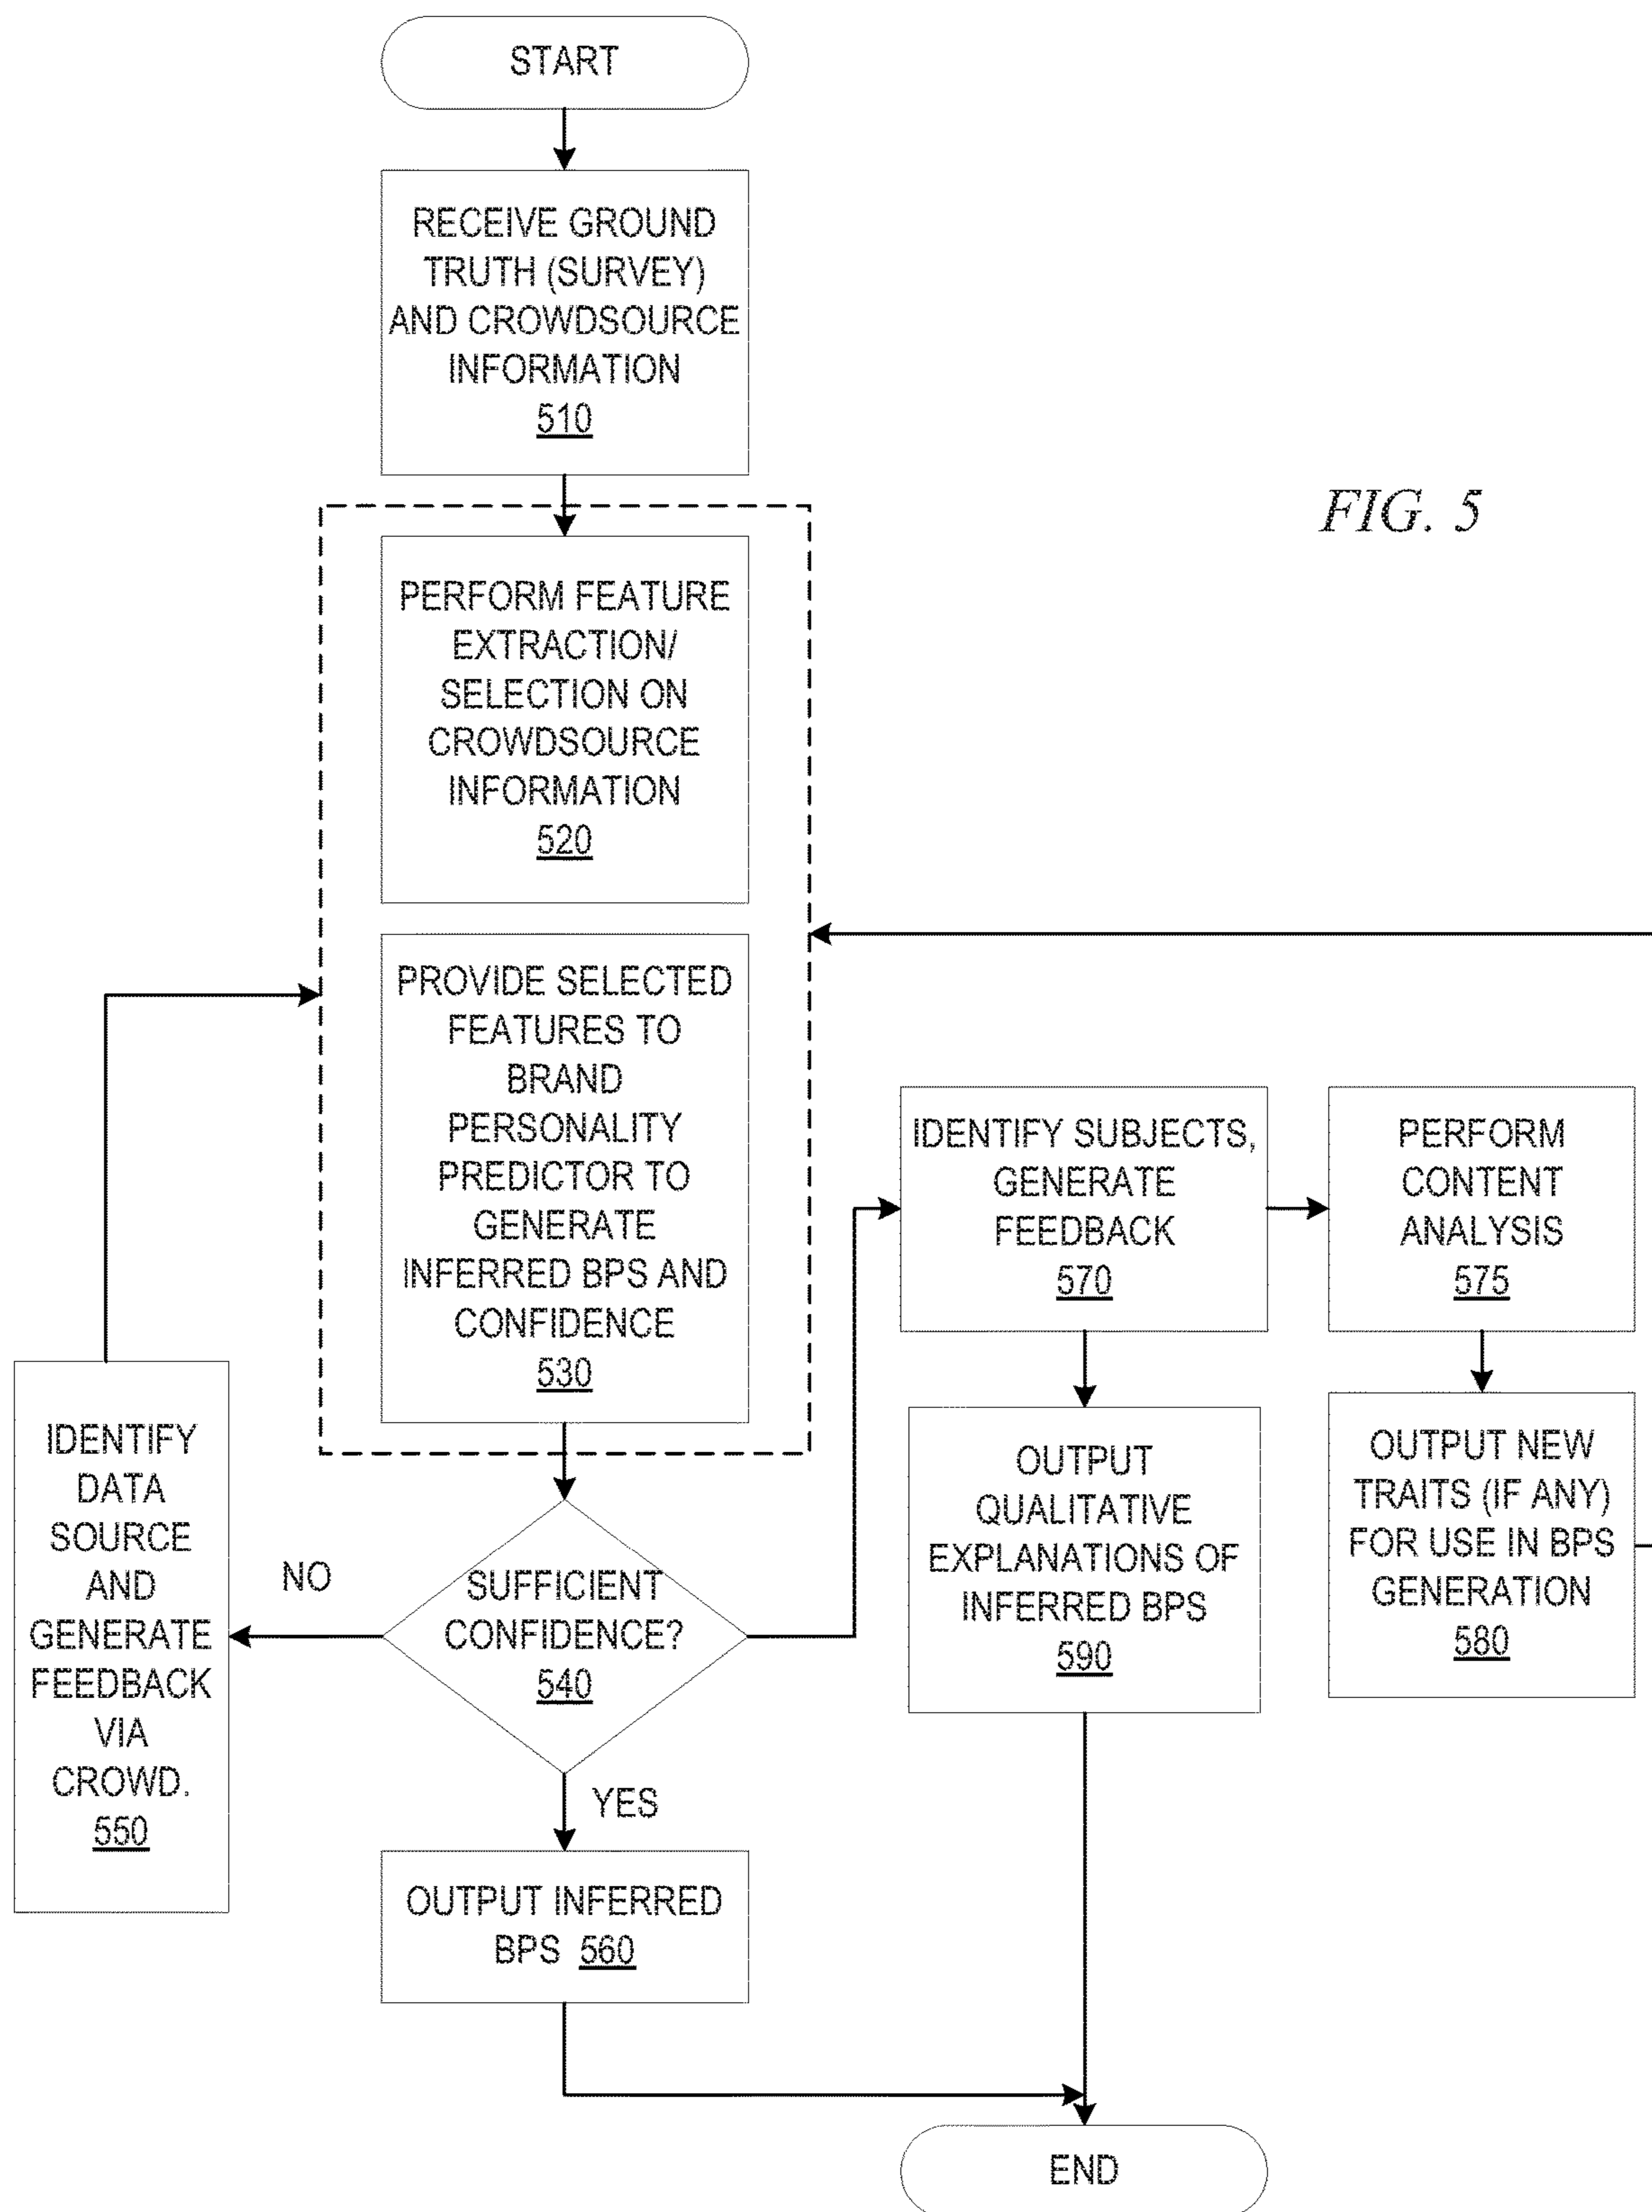 START
RECEIVE GROUND
TRUTH (SURVEY)
AND CROWDSOURCE
INFORMATION
510
FIG. 5
PERFORM FEATURE
EXTRACTION/
SELECTION ON
CROWDSOURCE
INFORMATION
520
PROVIDE SELECTED
FEATURES TO
BRAND
PERSONALITY
PREDICTOR TO
GENERATE
INFERRED BPS AND
CONFIDENCE
530
IDENTIFY SUBJECTS,
GENERATE
FEEDBACK
570
PERFORM
CONTENT
ANALYSIS
575
IDENTIFY
DATA
SOURCE
AND
GENERATE
FEEDBACK
VIA
CROWD.
550
NO
SUFFICIENT
CONFIDENCE?
540
YES
OUTPUT
QUALITATIVE
EXPLANATIONS OF
INFERRED BPS
590
OUTPUT NEW
TRAITS (IF ANY)
FOR USE IN BPS
GENERATION
580
OUTPUT INFERRED
BPS 560
END